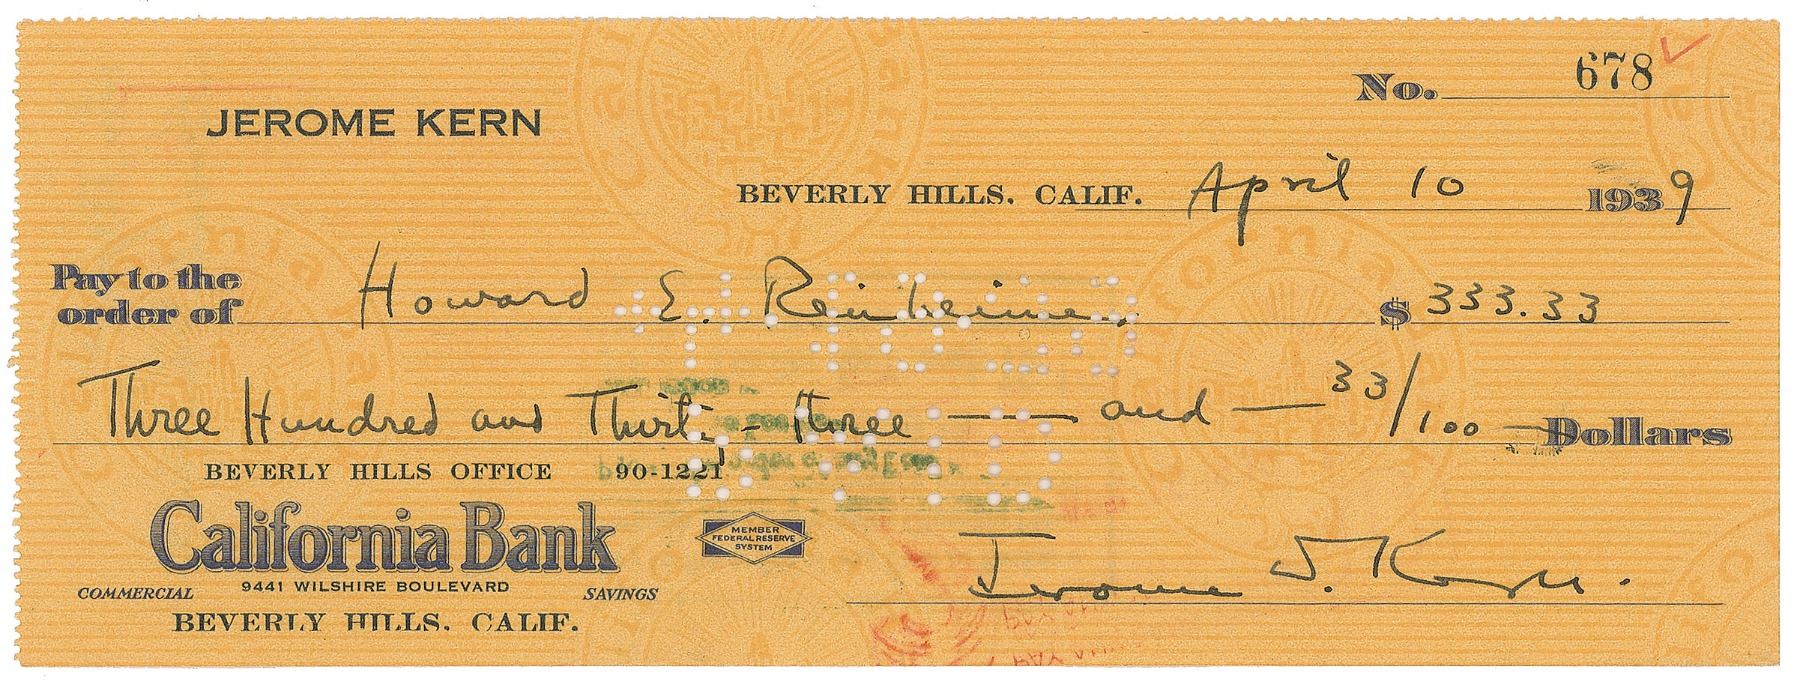 No. 678
JEROME KERN
BEVERLY HILLS. CALIF. April 10 1939
Pay to the order of Howard E. Reinheimer $333.33
Three Hundred and Thirty-three — and — 33/100 Dollars
BEVERLY HILLS OFFICE 90-1221
California Bank
MEMBER
FEDERAL RESERVE
SYSTEM
COMMERCIAL 9441 WILSHIRE BOULEVARD SAVINGS
Jerome D. Kern.
BEVERLY HILLS. CALIF.